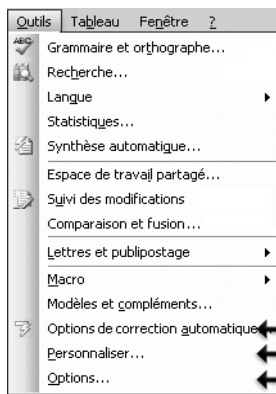 Outils Tableau Fenêtre ?
ABC Grammaire et orthographe...
Recherche...
Langue
Statistiques...
Synthèse automatique...
Espace de travail partagé...
Suivi des modifications
Comparaison et fusion...
Lettres et publipostage
Macro
Modèles et compléments...
Options de correction automatique
Personnaliser...
Options...